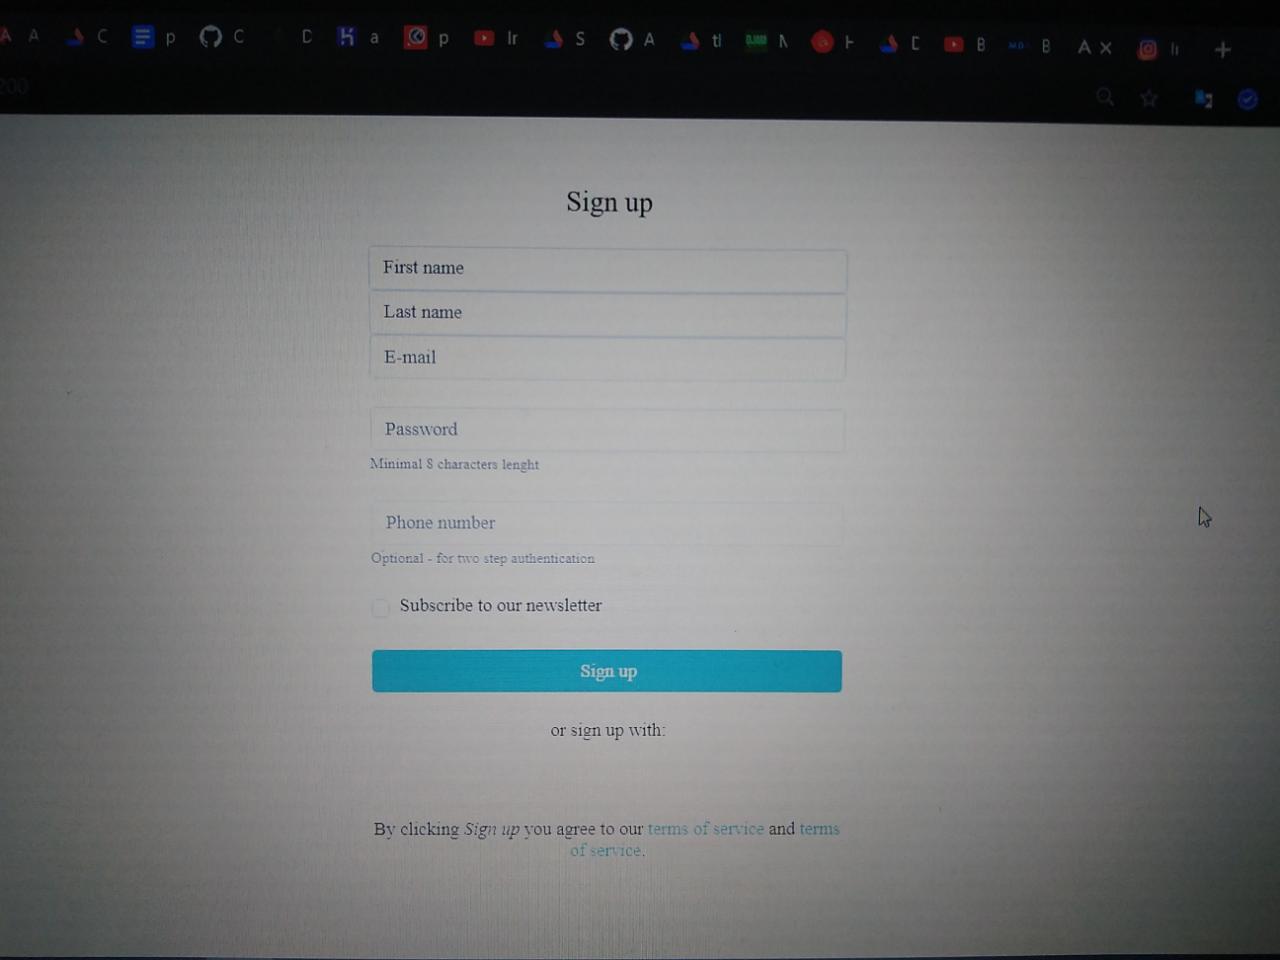 A C p C D a p Ir S A tl N H D B B A
200
Sign up
First name
Last name
E-mail
Password
Minimal 8 characters lenght
Phone number
Optional - for two step authentication
Subscribe to our newsletter
Sign up
or sign up with:
By clicking Sign up you agree to our terms of service and terms
of service.